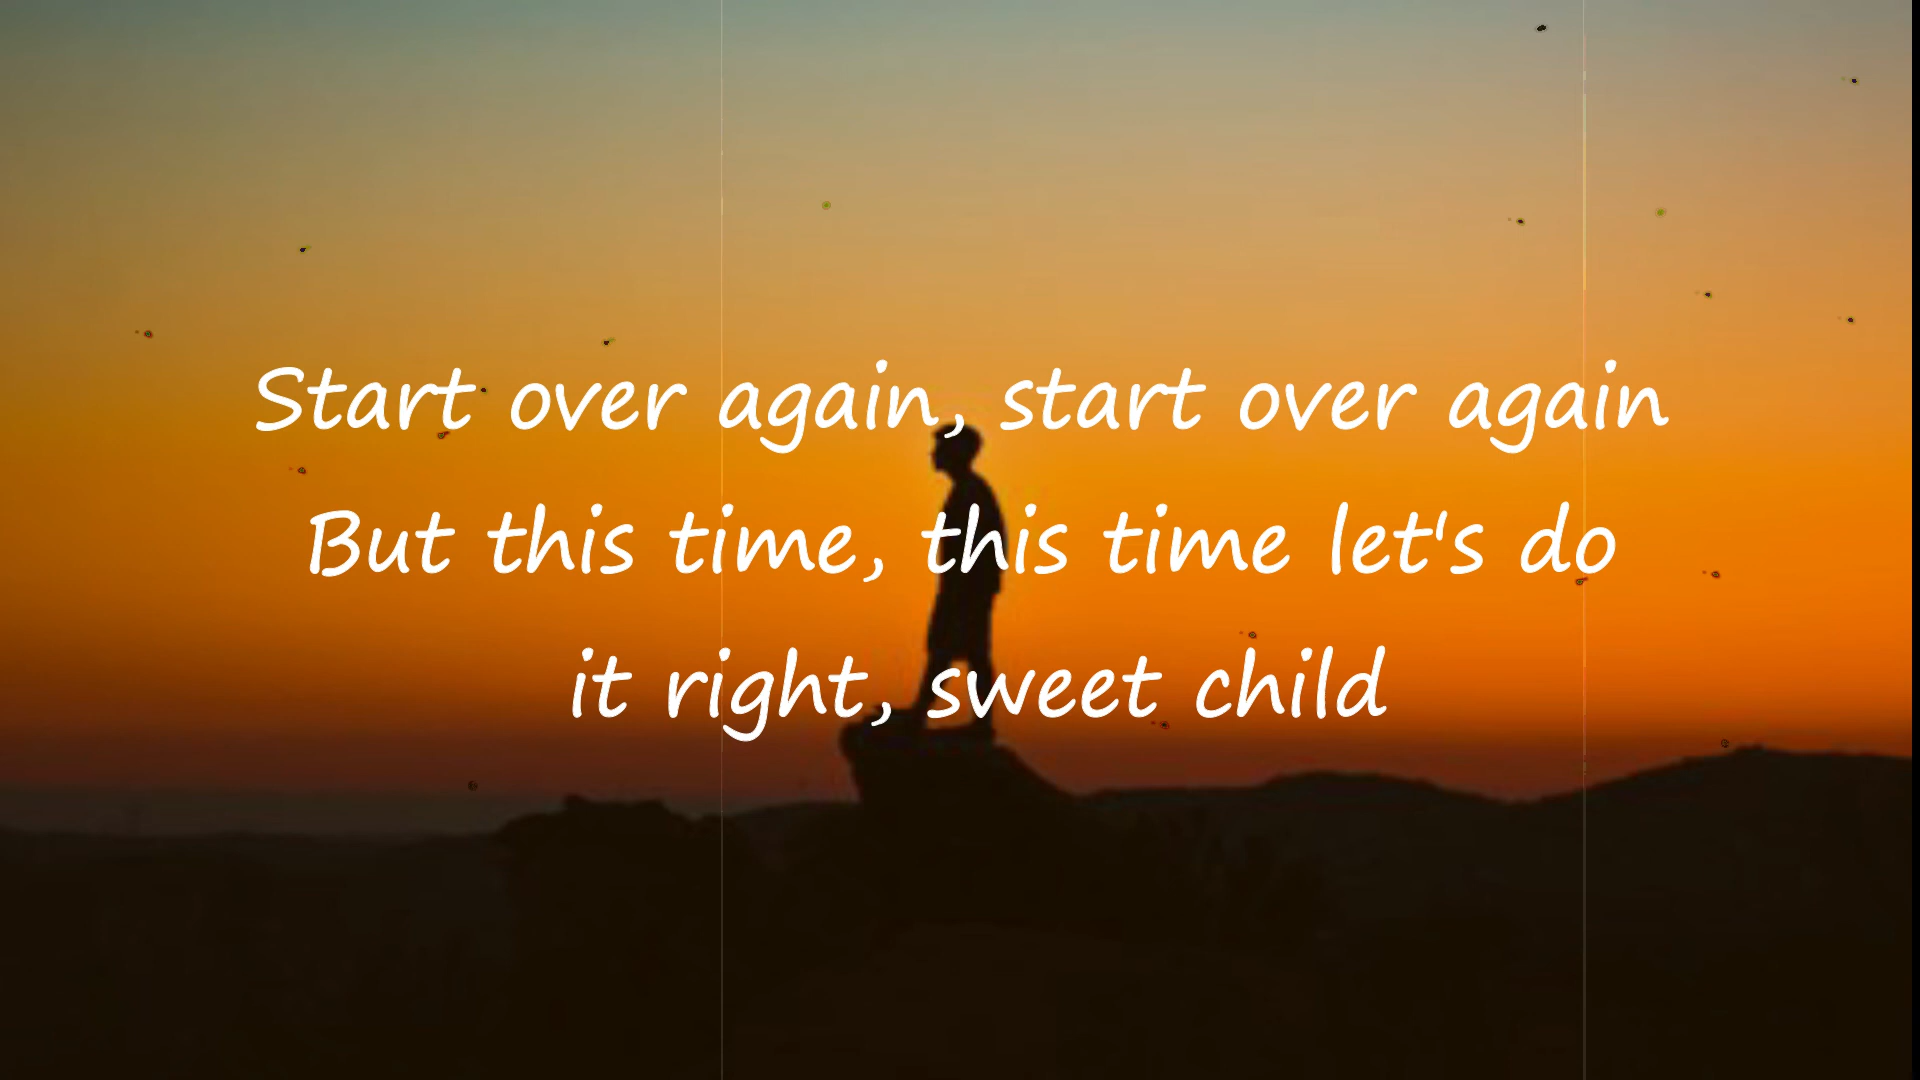 Start over again, start over again
But this time, this time let's do
it right, sweet child